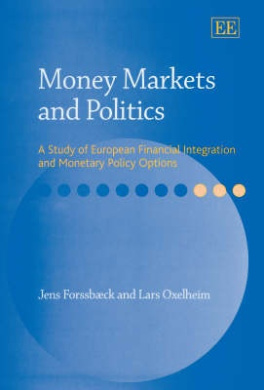 EE
Money Markets
and Politics
A Study of European Financial Integration
and Monetary Policy Options
Jens Forssbæck and Lars Oxelheim